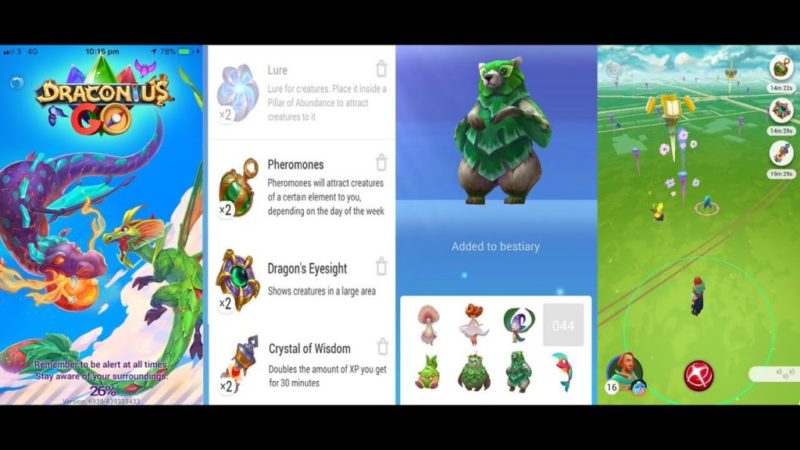 3 4G
10:15 pm
78%
DRACONIUS
GO
Remember to be alert at all times.
Stay aware of your surroundings.
26%
Lure
Lure for creatures. Place it inside a
Pillar of Abundance to attract
creatures to it
×2
Pheromones
Pheromones will attract creatures
of a certain element to you,
depending on the day of the week
×2
Dragon's Eyesight
Shows creatures in a large area
×2
Crystal of Wisdom
Doubles the amount of XP you get
for 30 minutes
×2
Added to bestiary
044
14m 22s
14m 29s
19m 29s
16